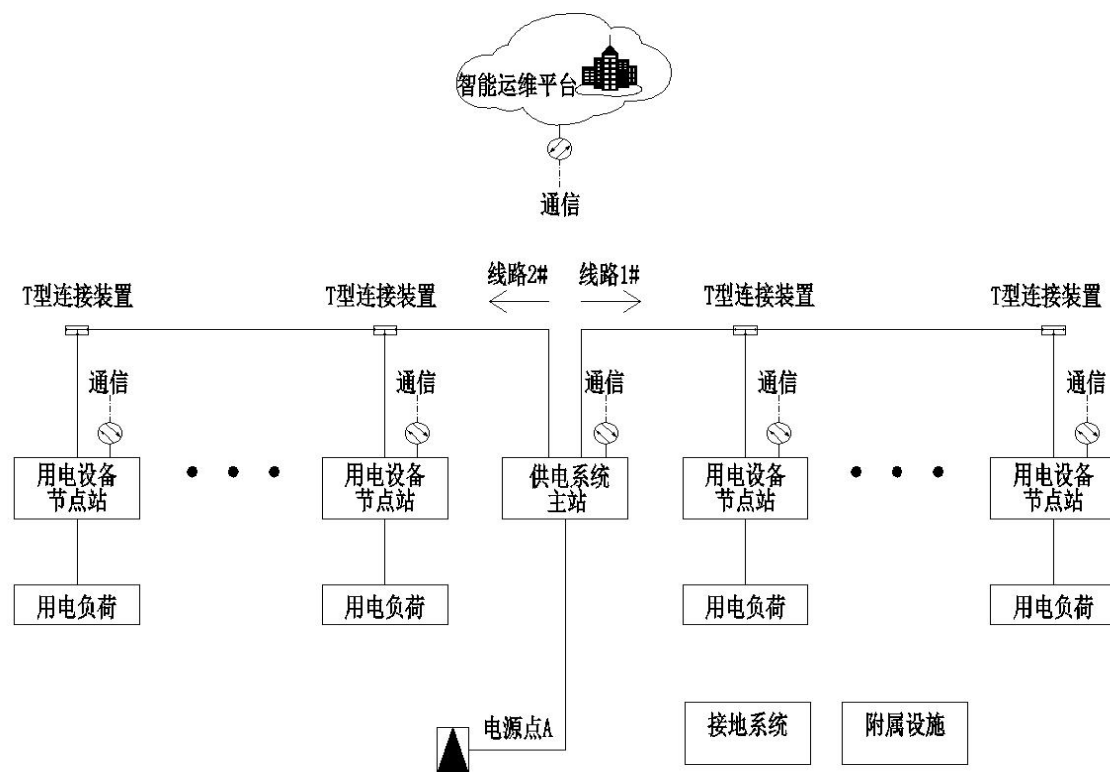 智能运维平台
通信
线路2#
线路1#
T型连接装置
T型连接装置
T型连接装置
T型连接装置
通信
通信
通信
通信
通信
用电设备
节点站
用电设备
节点站
供电系统
主站
用电设备
节点站
用电设备
节点站
用电负荷
用电负荷
用电负荷
用电负荷
电源点A
接地系统
附属设施